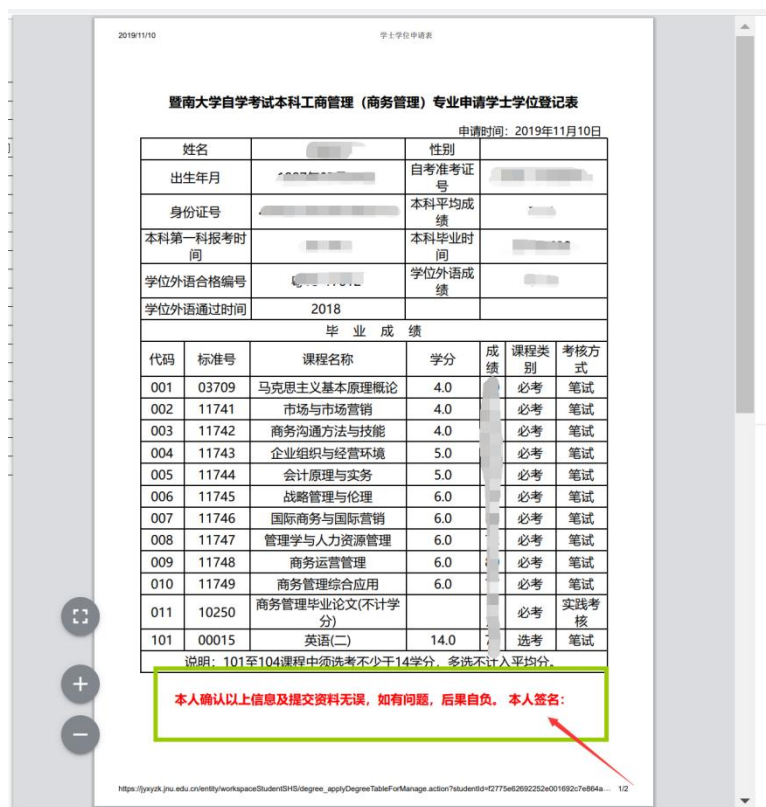 2019/11/10 学士学位申请表
暨南大学自学考试本科工商管理（商务管理）专业申请学士学位登记表
申请时间：2019年11月10日
姓名 性别
出生年月 自考准考证号
身份证号 本科平均成绩
本科第一科报考时间 本科毕业时间
学位外语合格编号 学位外语成绩
学位外语通过时间 2018
毕 业 成 绩
代码 标准号 课程名称 学分 成绩 课程类别 考核方式
001 03709 马克思主义基本原理概论 4.0 必考 笔试
002 11741 市场与市场营销 4.0 必考 笔试
003 11742 商务沟通方法与技能 4.0 必考 笔试
004 11743 企业组织与经营环境 5.0 必考 笔试
005 11744 会计原理与实务 5.0 必考 笔试
006 11745 战略管理与伦理 6.0 必考 笔试
007 11746 国际商务与国际营销 6.0 必考 笔试
008 11747 管理学与人力资源管理 6.0 必考 笔试
009 11748 商务运营管理 6.0 必考 笔试
010 11749 商务管理综合应用 6.0 必考 笔试
011 10250 商务管理毕业论文(不计学分) 必考 实践考核
101 00015 英语(二) 14.0 选考 笔试
说明：101至104课程中须选考不少于14学分，多选不计入平均分。
本人确认以上信息及提交资料无误，如有问题，后果自负。 本人签名：
https://jyxyzk.jnu.edu.cn/entity/workspaceStudentSHS/degree_applyDegreeTableForManage.action?studentId=f2775e62692252e001692c7e864a... 1/2